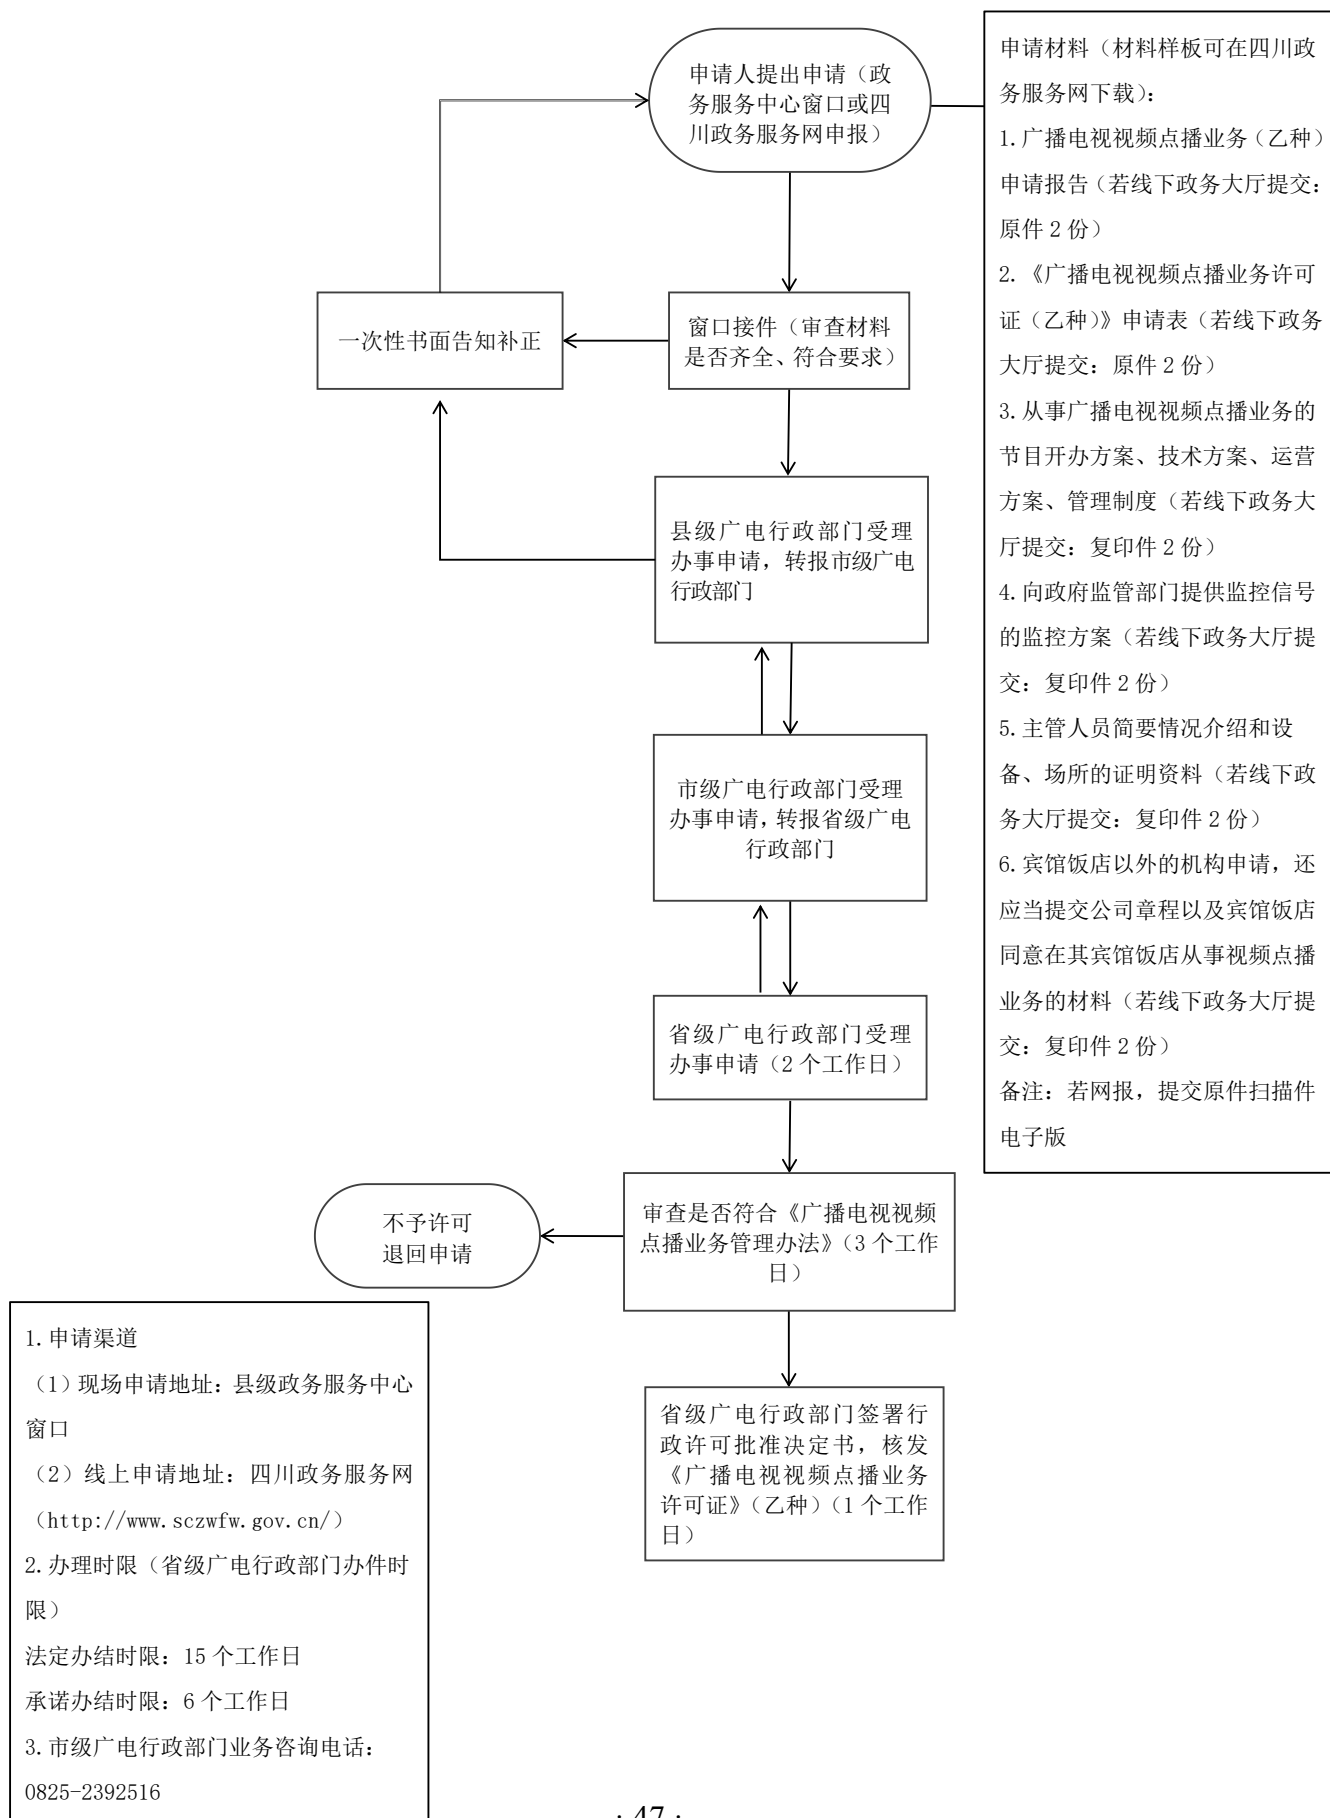 申请人提出申请（政
务服务中心窗口或四
川政务服务网申报）
申请材料（材料样板可在四川政
务服务网下载）：
1.广播电视视频点播业务（乙种）
申请报告（若线下政务大厅提交：
原件 2 份）
2.《广播电视视频点播业务许可
证（乙种）》申请表（若线下政务
大厅提交：原件 2 份）
3.从事广播电视视频点播业务的
节目开办方案、技术方案、运营
方案、管理制度（若线下政务大
厅提交：复印件 2 份）
4.向政府监管部门提供监控信号
的监控方案（若线下政务大厅提
交：复印件 2 份）
5.主管人员简要情况介绍和设
备、场所的证明资料（若线下政
务大厅提交：复印件 2 份）
6.宾馆饭店以外的机构申请，还
应当提交公司章程以及宾馆饭店
同意在其宾馆饭店从事视频点播
业务的材料（若线下政务大厅提
交：复印件 2 份）
备注：若网报，提交原件扫描件
电子版
一次性书面告知补正
窗口接件（审查材料
是否齐全、符合要求）
县级广电行政部门受理
办事申请，转报市级广电
行政部门
市级广电行政部门受理
办事申请，转报省级广电
行政部门
省级广电行政部门受理
办事申请（2 个工作日）
不予许可
退回申请
审查是否符合《广播电视视频
点播业务管理办法》（3 个工作
日）
省级广电行政部门签署行
政许可批准决定书，核发
《广播电视视频点播业务
许可证》（乙种）（1 个工作
日）
1.申请渠道
（1）现场申请地址：县级政务服务中心
窗口
（2）线上申请地址：四川政务服务网
（http://www.sczwfw.gov.cn/）
2.办理时限（省级广电行政部门办件时
限）
法定办结时限：15 个工作日
承诺办结时限：6 个工作日
3.市级广电行政部门业务咨询电话：
0825-2392516
· 47 ·